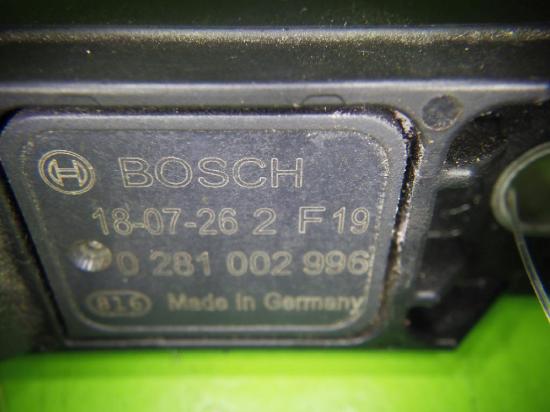 BOSCH
18-07-26 2 F19
0 281 002 996
816 Made in Germany